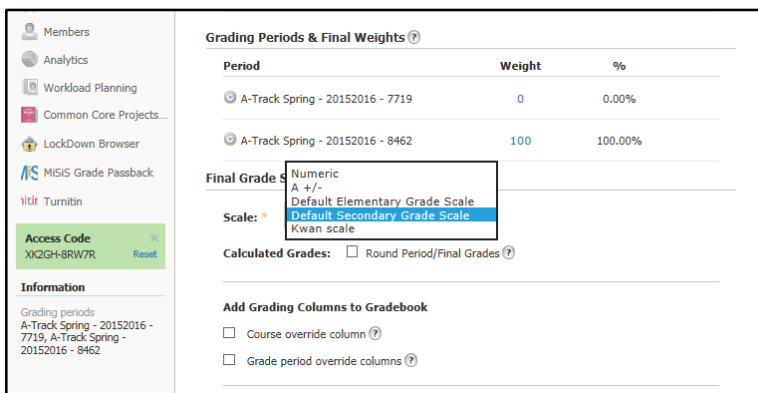 Members
Analytics
Workload Planning
Common Core Projects...
LockDown Browser
MiSiS Grade Passback
Turnitin
Access Code
XK2GH-8RW7R Reset
Information
Grading periods
A-Track Spring - 20152016 -
7719, A-Track Spring -
20152016 - 8462
Grading Periods & Final Weights ?
Period Weight %
A-Track Spring - 20152016 - 7719 0 0.00%
A-Track Spring - 20152016 - 8462 100 100.00%
Final Grade S
Numeric
A +/-
Default Elementary Grade Scale
Scale: * Default Secondary Grade Scale
Kwan scale
Calculated Grades: Round Period/Final Grades ?
Add Grading Columns to Gradebook
Course override column ?
Grade period override columns ?